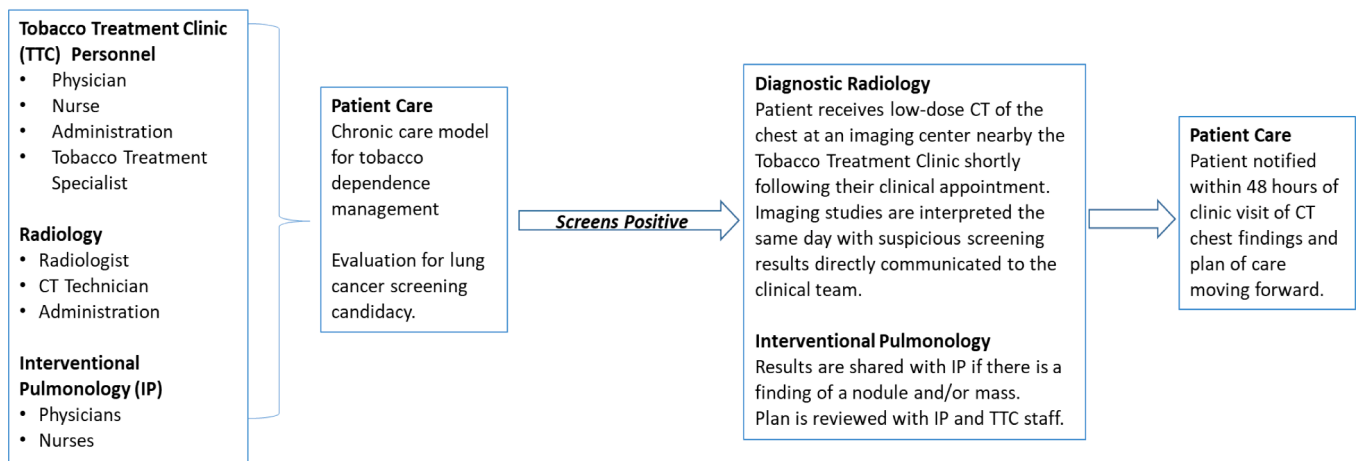 Tobacco Treatment Clinic
(TTC) Personnel
• Physician
• Nurse
• Administration
• Tobacco Treatment
Specialist
Radiology
• Radiologist
• CT Technician
• Administration
Interventional
Pulmonology (IP)
• Physicians
• Nurses
Patient Care
Chronic care model
for tobacco
dependence
management
Evaluation for lung
cancer screening
candidacy.
Screens Positive
Diagnostic Radiology
Patient receives low-dose CT of the
chest at an imaging center nearby the
Tobacco Treatment Clinic shortly
following their clinical appointment.
Imaging studies are interpreted the
same day with suspicious screening
results directly communicated to the
clinical team.
Interventional Pulmonology
Results are shared with IP if there is a
finding of a nodule and/or mass.
Plan is reviewed with IP and TTC staff.
Patient Care
Patient notified
within 48 hours of
clinic visit of CT
chest findings and
plan of care
moving forward.